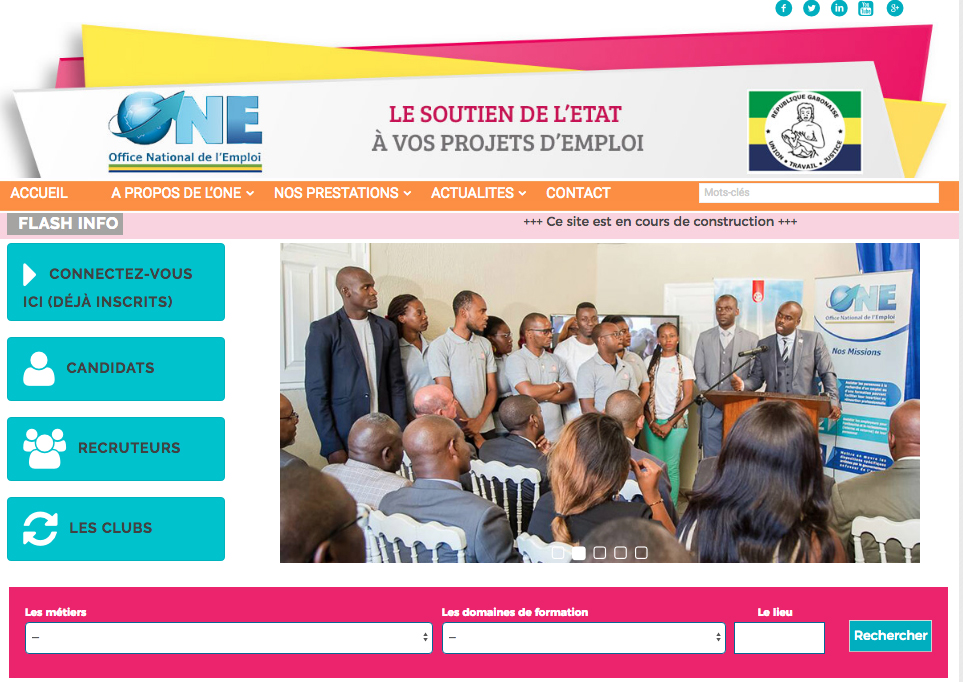 You Tube
g+
ONE
Office National de l'Emploi
LE SOUTIEN DE L'ETAT
À VOS PROJETS D'EMPLOI
REPUBLIQUE GABONAISE
UNION • TRAVAIL • JUSTICE
ACCUEIL
A PROPOS DE L'ONE
NOS PRESTATIONS
ACTUALITES
CONTACT
Mots-clés
FLASH INFO
+++ Ce site est en cours de construction +++
CONNECTEZ-VOUS
ICI (DÉJÀ INSCRITS)
CANDIDATS
RECRUTEURS
LES CLUBS
ONE
Office National de l'Emploi
Nos Missions
Les métiers
Les domaines de formation
Le lieu
—
—
Rechercher